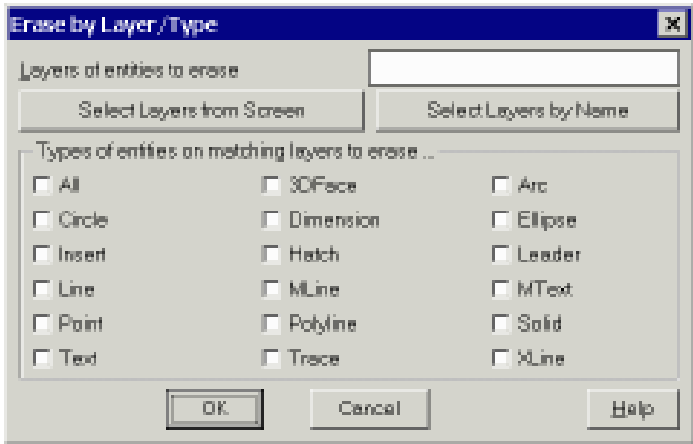 Erase by Layer/Type
Layers of entities to erase
Select Layers from Screen Select Layers by Name
Types of entities on matching layers to erase ...
All 3DFace Arc
Circle Dimension Ellipse
Insert Hatch Leader
Line MLine MText
Point Polyline Solid
Text Trace XLine
OK Cancel Help